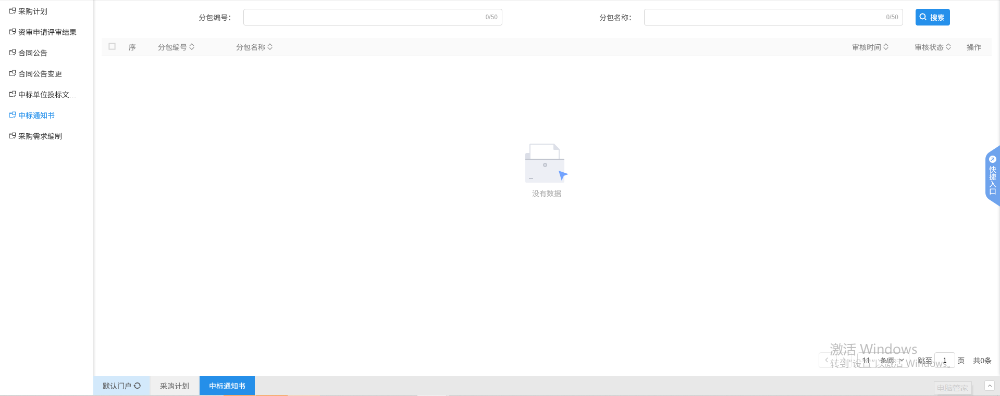 采购计划
资审申请评审结果
合同公告
合同公告变更
中标单位投标文...
中标通知书
采购需求编制
分包编号： 0/50 分包名称： 0/50 搜索
序 分包编号 分包名称 审核时间 审核状态 操作
没有数据
快捷入口
激活 Windows
转到"设置"以激活 Windows。
11 条/页 跳至 1 页 共0条
默认门户 采购计划 中标通知书
电脑管家